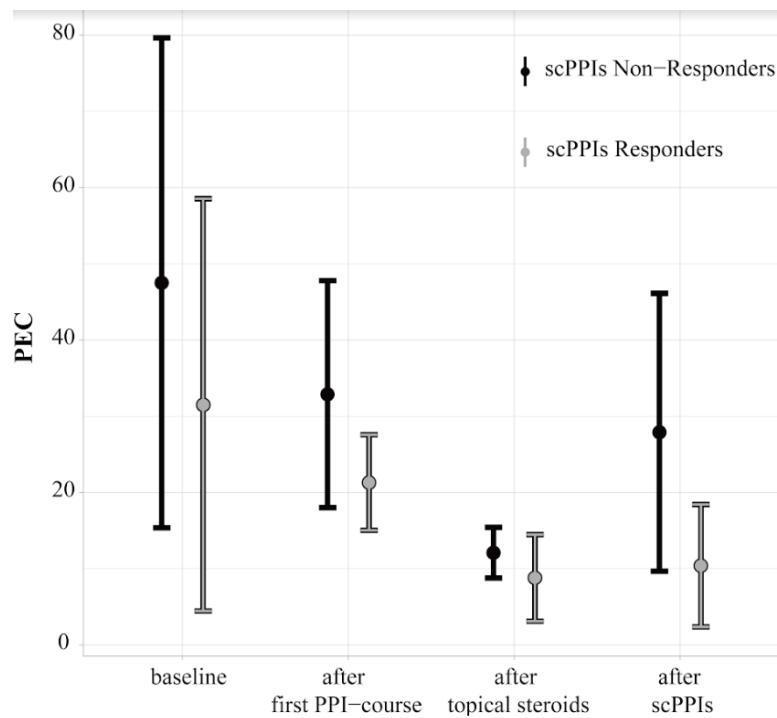 80
60
40
20
0
PEC
scPPIs Non−Responders
scPPIs Responders
baseline
after
first PPI−course
after
topical steroids
after
scPPIs